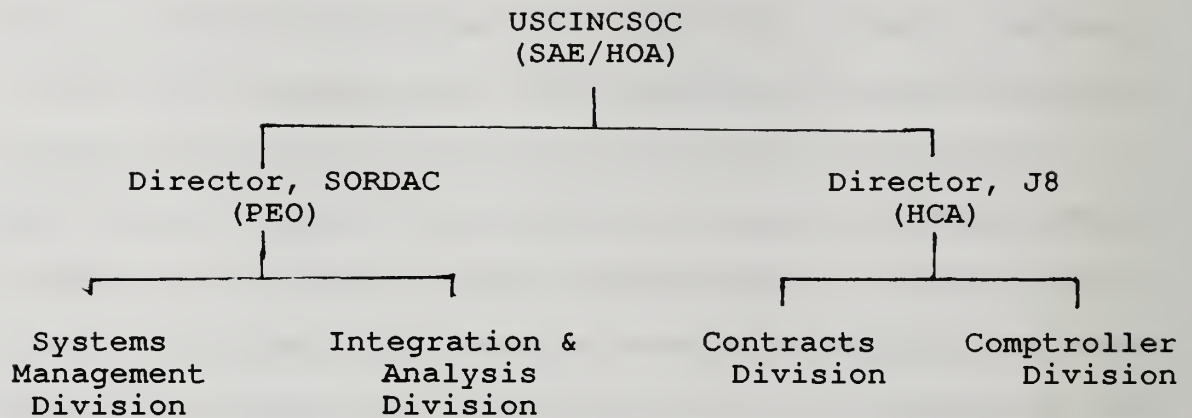 USCINCSOC
(SAE/HOA)
Director, SORDAC
(PEO)
Director, J8
(HCA)
Systems
Management
Division
Integration &
Analysis
Division
Contracts
Division
Comptroller
Division